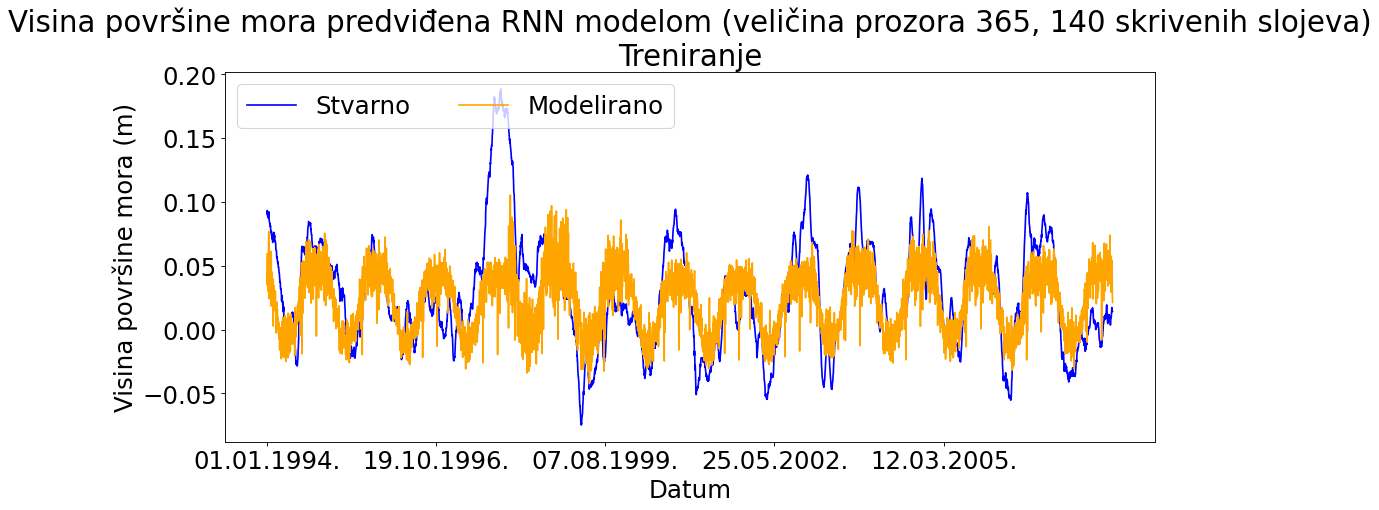 Visina površine mora predviđena RNN modelom (veličina prozora 365, 140 skrivenih slojeva)
Treniranje
Stvarno Modelirano
Visina površine mora (m)
0.20
0.15
0.10
0.05
0.00
−0.05
01.01.1994. 19.10.1996. 07.08.1999. 25.05.2002. 12.03.2005.
Datum